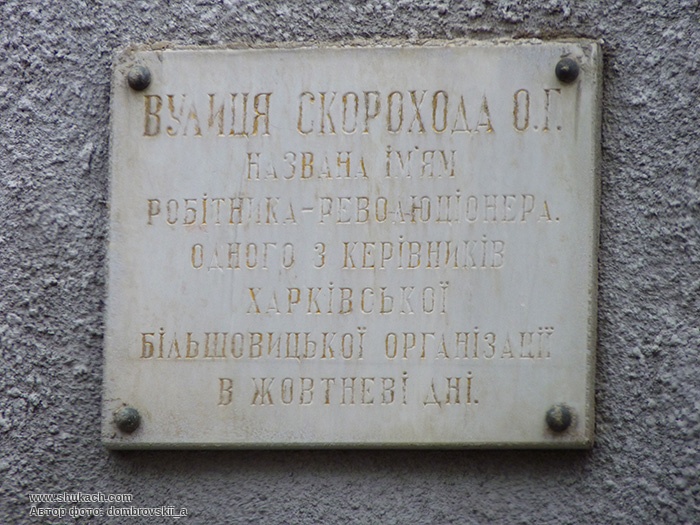 ВУЛИЦЯ СКОРОХОДА О.Г.
НАЗВАНА ІМ'ЯМ
РОБІТНИКА-РЕВОЛЮЦІОНЕРА.
ОДНОГО З КЕРІВНИКІВ
ХАРКІВСЬКОЇ
БІЛЬШОВИЦЬКОЇ ОРГАНІЗАЦІЇ
В ЖОВТНЕВІ ДНІ.
www.shukach.com
Автор фото: dombrovskii_a